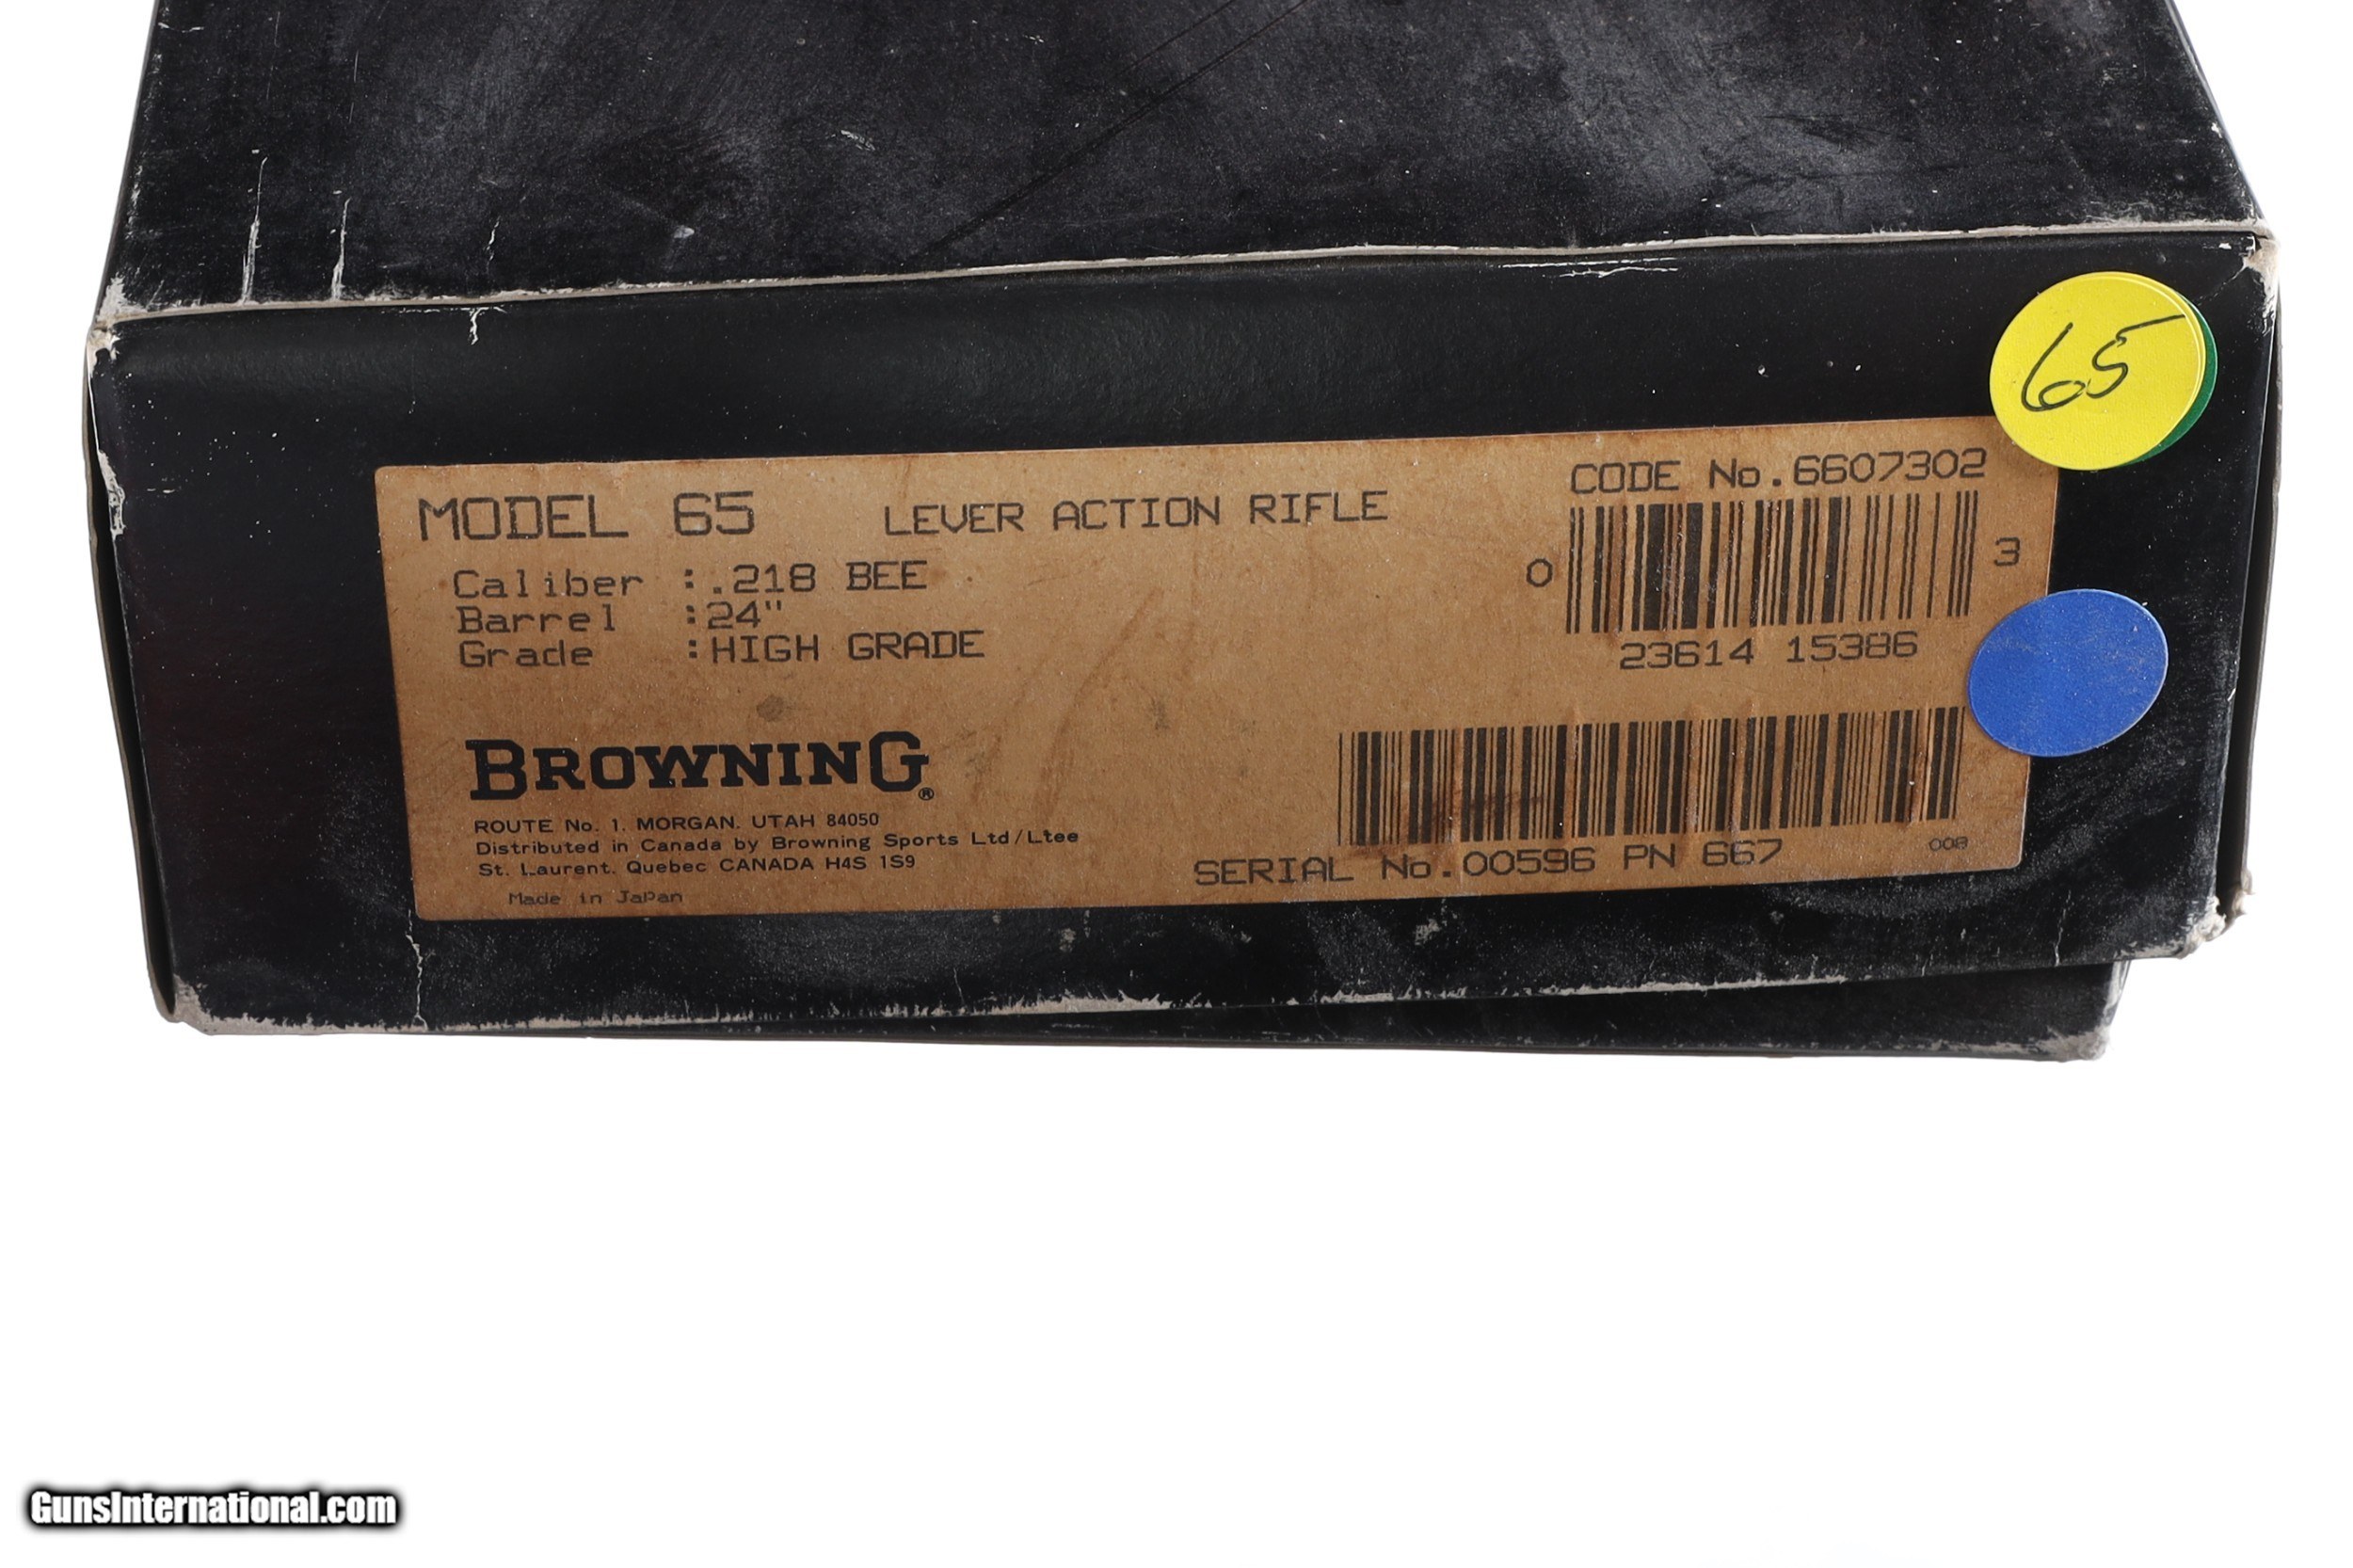 65
MODEL 65 LEVER ACTION RIFLE
CODE No.6607302
Caliber :.218 BEE
Barrel :24"
Grade :HIGH GRADE
0 3
23614 15386
BROWNING®
ROUTE No. 1, MORGAN, UTAH 84050
Distributed in Canada by Browning Sports Ltd/Ltee
St. Laurent, Quebec CANADA H4S 1S9
Made in Japan
SERIAL No.00596 PN 667
008
GunsInternational.com